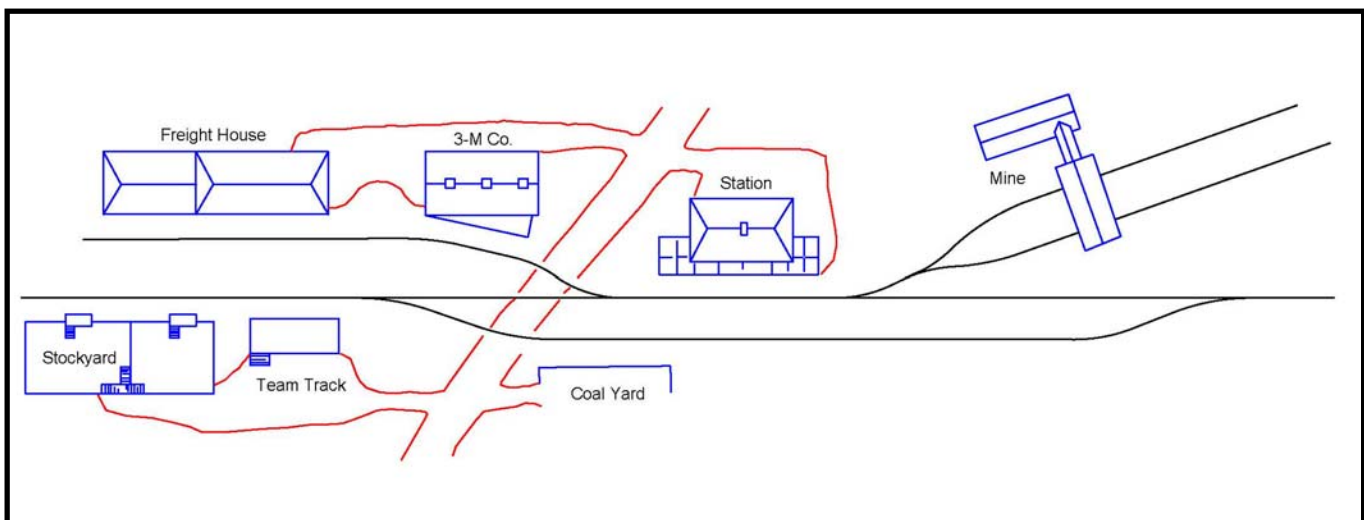 Freight House
3-M Co.
Station
Mine
Stockyard
Team Track
Coal Yard